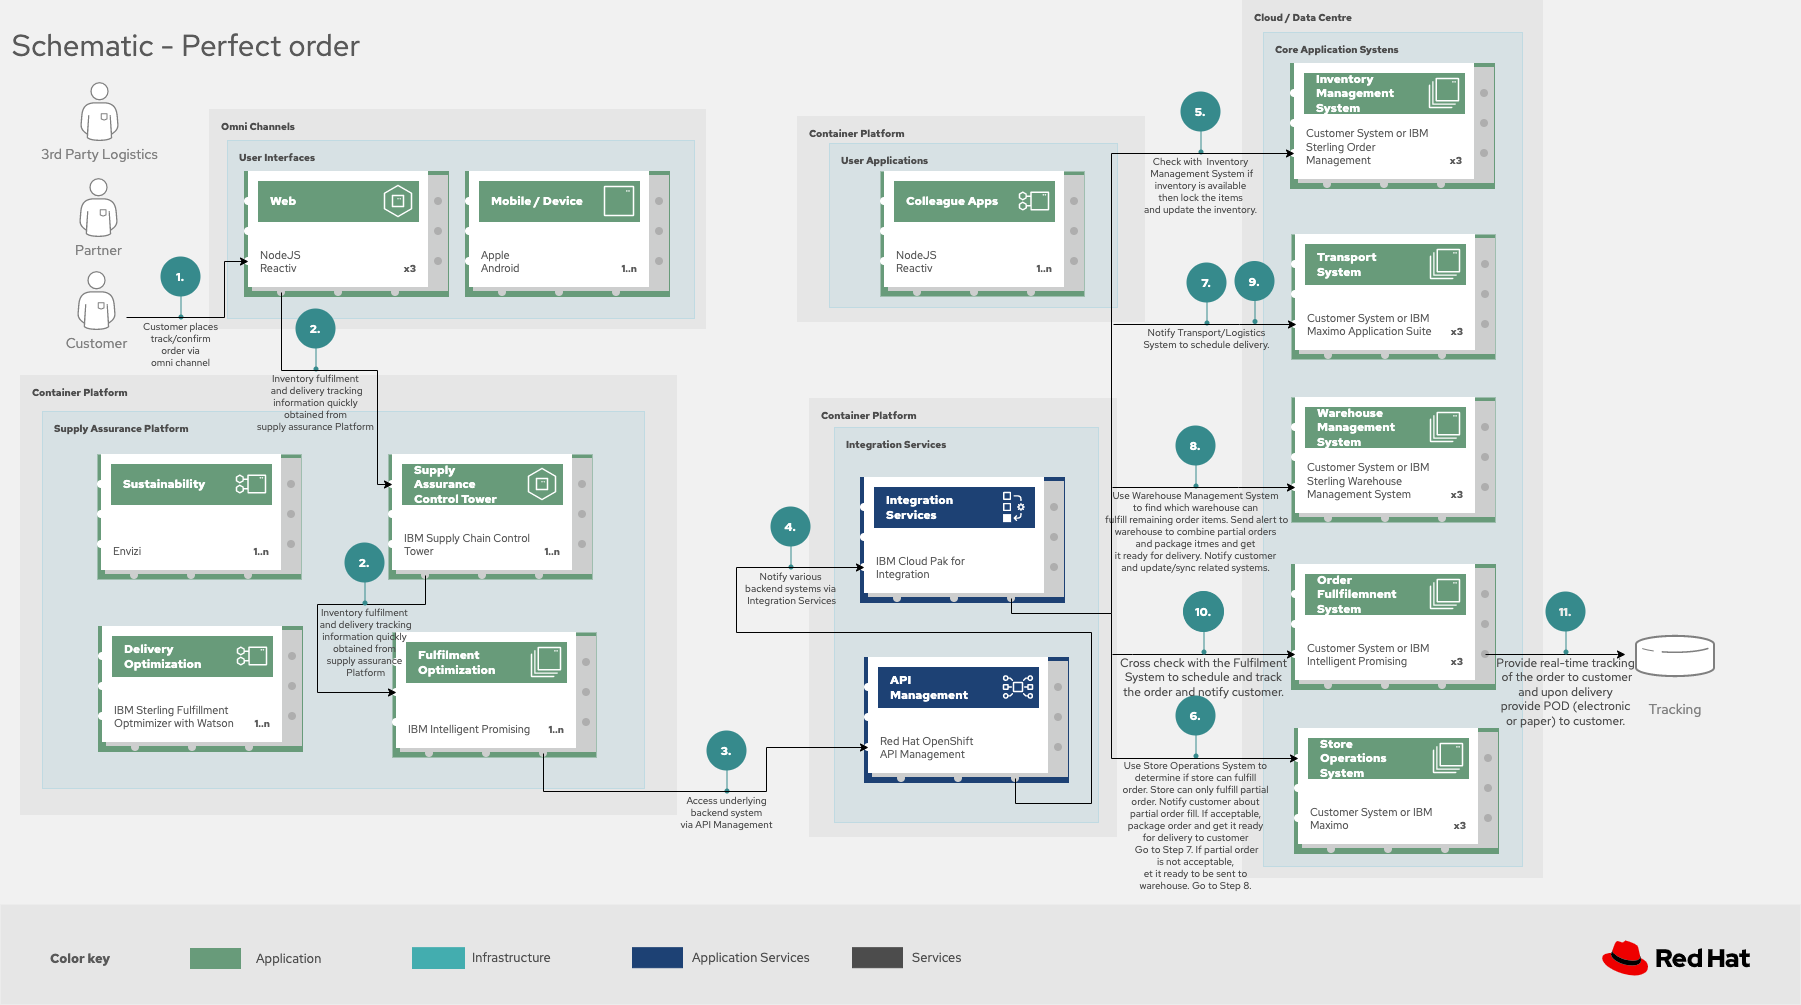 Schematic - Perfect order
3rd Party Logistics
Partner
Customer
1.
Customer places
track/confirm
order via
omni channel
Omni Channels
User Interfaces
Web
NodeJS
Reactiv
x3
Mobile / Device
Apple
Android
1..n
2.
Inventory fulfilment
and delivery tracking
information quickly
obtained from
supply assurance Platform
Container Platform
Supply Assurance Platform
Sustainability
Envizi
1..n
Supply
Assurance
Control Tower
IBM Supply Chain Control
Tower
1..n
2.
Inventory fulfilment
and delivery tracking
information quickly
obtained from
supply assurance
Platform
Delivery
Optimization
IBM Sterling Fulfillment
Optmimizer with Watson
1..n
Fulfilment
Optimization
IBM Intelligent Promising
1..n
3.
Access underlying
backend system
via API Management
Container Platform
User Applications
Colleague Apps
NodeJS
Reactiv
1..n
Container Platform
Integration Services
4.
Notify various
backend systems via
Integration Services
Integration
Services
IBM Cloud Pak for
Integration
API
Management
Red Hat OpenShift
API Management
5.
Check with Inventory
Management System if
inventory is available
then lock the items
and update the inventory.
7.
9.
Notify Transport/Logistics
System to schedule delivery.
8.
Use Warehouse Management System
to find which warehouse can
fulfill remaining order items. Send alert to
warehouse to combine partial orders
and package itmes and get
it ready for delivery. Notify customer
and update/sync related systems.
10.
Cross check with the Fulfilment
System to schedule and track
the order and notify customer.
6.
Use Store Operations System to
determine if store can fulfill
order. Store can only fulfill partial
order. Notify customer about
partial order fill. If acceptable,
package order and get it ready
for delivery to customer
Go to Step 7. If partial order
is not acceptable,
et it ready to be sent to
warehouse. Go to Step 8.
Cloud / Data Centre
Core Application Systens
Inventory
Management
System
Customer System or IBM
Sterling Order
Management
x3
Transport
System
Customer System or IBM
Maximo Application Suite
x3
Warehouse
Management
System
Customer System or IBM
Sterling Warehouse
Management System
x3
Order
Fullfilemnent
System
Customer System or IBM
Intelligent Promising
x3
Store
Operations
System
Customer System or IBM
Maximo
x3
11.
Provide real-time tracking
of the order to customer
and upon delivery
provide POD (electronic
or paper) to customer.
Tracking
Color key
Application
Infrastructure
Application Services
Services
Red Hat